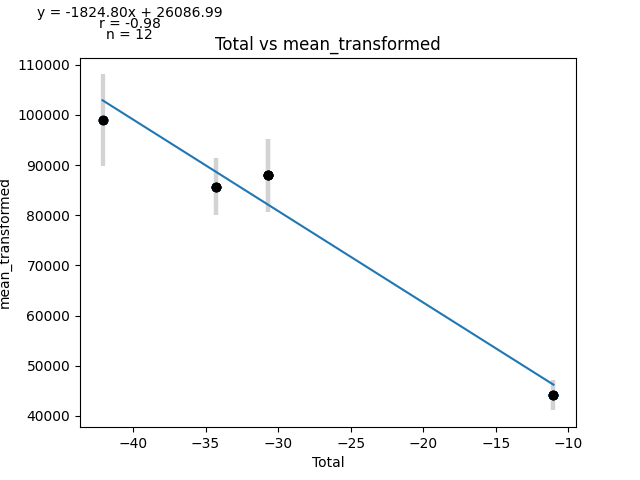 y = -1824.80x + 26086.99
r = -0.98
n = 12
Total vs mean_transformed
110000
100000
90000
80000
70000
60000
50000
40000
mean_transformed
−40
−35
−30
−25
−20
−15
−10
Total